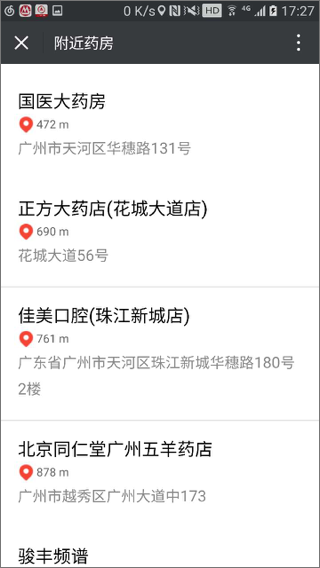 0 K/s HD 4G 17:27
附近药房
国医大药房
472 m
广州市天河区华穗路131号
正方大药店(花城大道店)
690 m
花城大道56号
佳美口腔(珠江新城店)
761 m
广东省广州市天河区珠江新城华穗路180号
2楼
北京同仁堂广州五羊药店
878 m
广州市越秀区广州大道中173
骏丰频谱